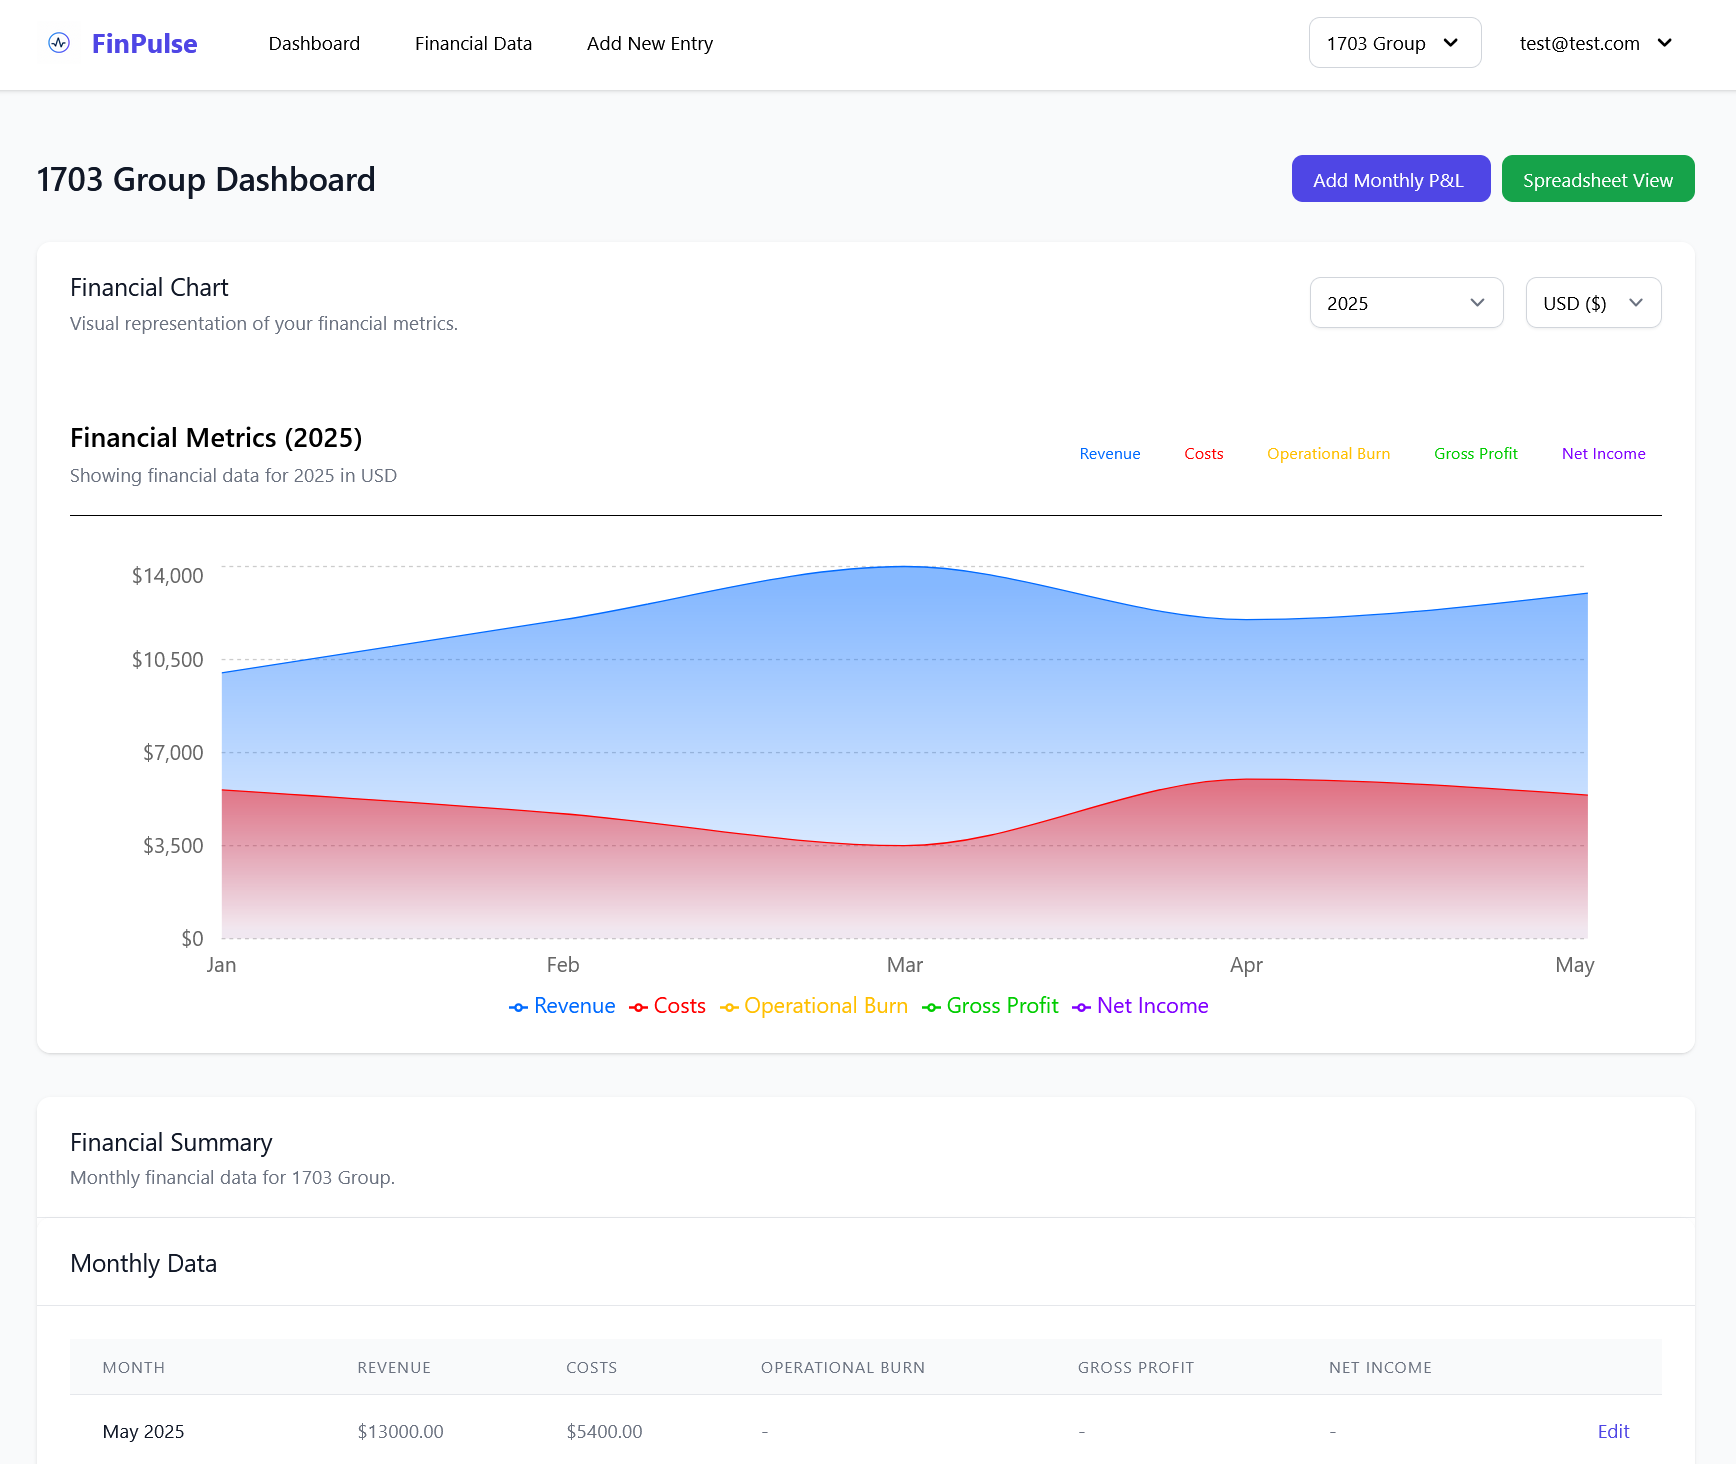 FinPulse
Dashboard
Financial Data
Add New Entry
1703 Group
test@test.com
1703 Group Dashboard
Add Monthly P&L
Spreadsheet View
Financial Chart
Visual representation of your financial metrics.
2025
USD ($)
Financial Metrics (2025)
Showing financial data for 2025 in USD
Revenue
Costs
Operational Burn
Gross Profit
Net Income
$14,000
$10,500
$7,000
$3,500
$0
Jan
Feb
Mar
Apr
May
Revenue
Costs
Operational Burn
Gross Profit
Net Income
Financial Summary
Monthly financial data for 1703 Group.
Monthly Data
MONTH
REVENUE
COSTS
OPERATIONAL BURN
GROSS PROFIT
NET INCOME
May 2025
$13000.00
$5400.00
-
-
-
Edit